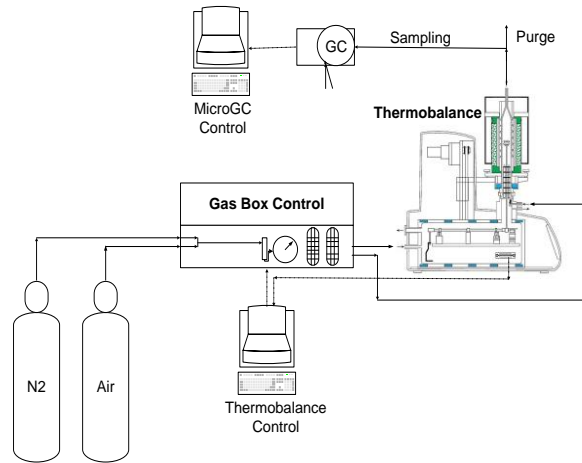 GC
Sampling
Purge
MicroGC
Control
Thermobalance
Gas Box Control
N2
Air
Thermobalance
Control